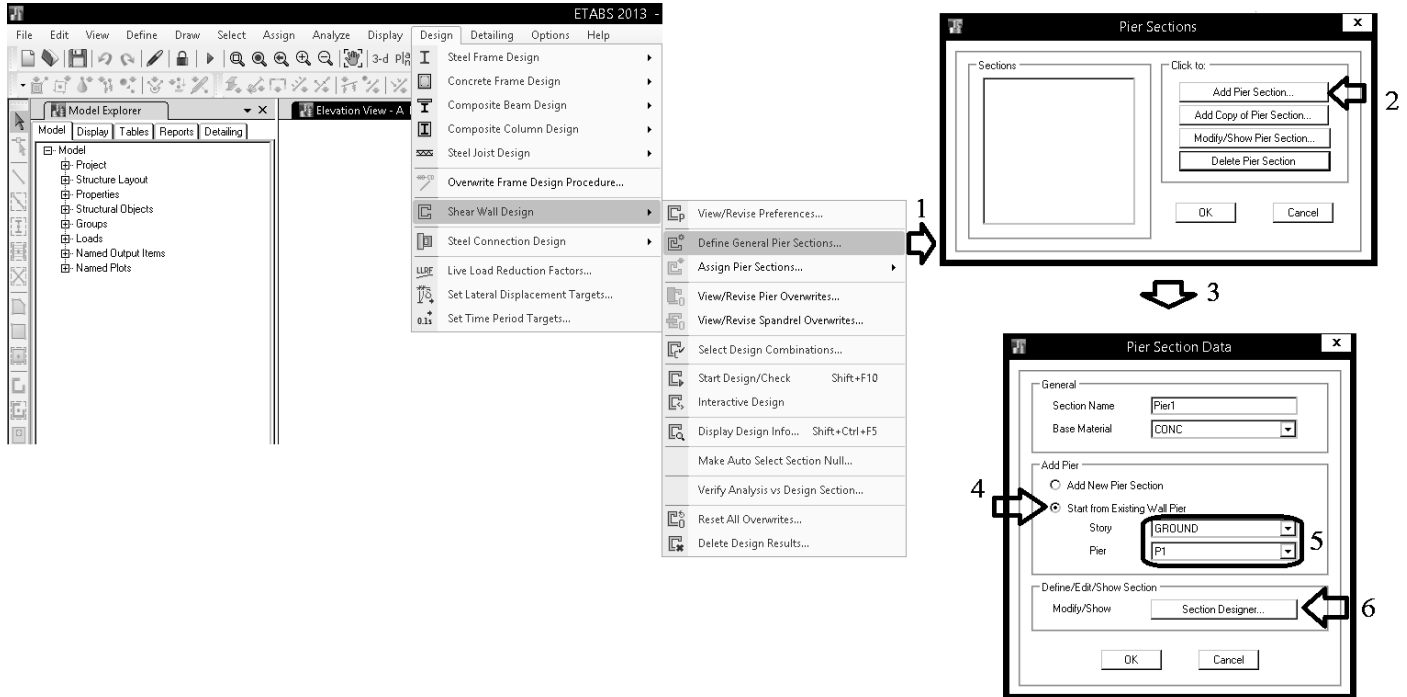 ETABS 2013 -
File Edit View Define Draw Select Assign Analyze Display Design Detailing Options Help
3-d
Model Explorer
Elevation View - A
Model Display Tables Reports Detailing
Model
Project
Structure Layout
Properties
Structural Objects
Groups
Loads
Named Output Items
Named Plots
Steel Frame Design
Concrete Frame Design
Composite Beam Design
Composite Column Design
Steel Joist Design
Overwrite Frame Design Procedure...
Shear Wall Design
Steel Connection Design
LLRF Live Load Reduction Factors...
Set Lateral Displacement Targets...
0.1s Set Time Period Targets...
View/Revise Preferences...
Define General Pier Sections...
Assign Pier Sections...
View/Revise Pier Overwrites...
View/Revise Spandrel Overwrites...
Select Design Combinations...
Start Design/Check Shift+F10
Interactive Design
Display Design Info... Shift+Ctrl+F5
Make Auto Select Section Null...
Verify Analysis vs Design Section...
Reset All Overwrites...
Delete Design Results...
1
Pier Sections
x
Sections
Click to:
Add Pier Section...
2
Add Copy of Pier Section...
Modify/Show Pier Section...
Delete Pier Section
OK Cancel
3
Pier Section Data
x
General
Section Name Pier1
Base Material CONC
Add Pier
Add New Pier Section
4
Start from Existing Wall Pier
Story GROUND
Pier P1
5
Define/Edit/Show Section
Modify/Show Section Designer...
6
OK Cancel